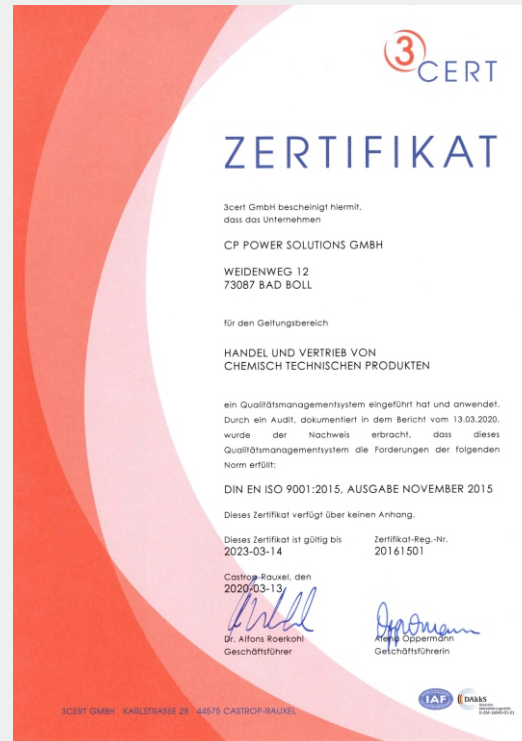 3CERT
ZERTIFIKAT
3cert GmbH bescheinigt hiermit,
dass das Unternehmen
CP POWER SOLUTIONS GMBH
WEIDENWEG 12
73087 BAD BOLL
für den Geltungsbereich
HANDEL UND VERTRIEB VON
CHEMISCH TECHNISCHEN PRODUKTEN
ein Qualitätsmanagementsystem eingeführt hat und anwendet.
Durch ein Audit, dokumentiert in dem Bericht vom 13.03.2020,
wurde der Nachweis erbracht, dass dieses
Qualitätsmanagementsystem die Forderungen der folgenden
Norm erfüllt:
DIN EN ISO 9001:2015, AUSGABE NOVEMBER 2015
Dieses Zertifikat verfügt über keinen Anhang.
Dieses Zertifikat ist gültig bis
2023-03-14
Zertifikat-Reg.-Nr.
20161501
Castrop-Rauxel, den
2020-03-13
Dr. Alfons Roerkohl
Geschäftsführer
Alena Oppermann
Geschäftsführerin
IAF
DAkkS
3CERT GMBH KARLSTRASSE 28 44575 CASTROP-RAUXEL